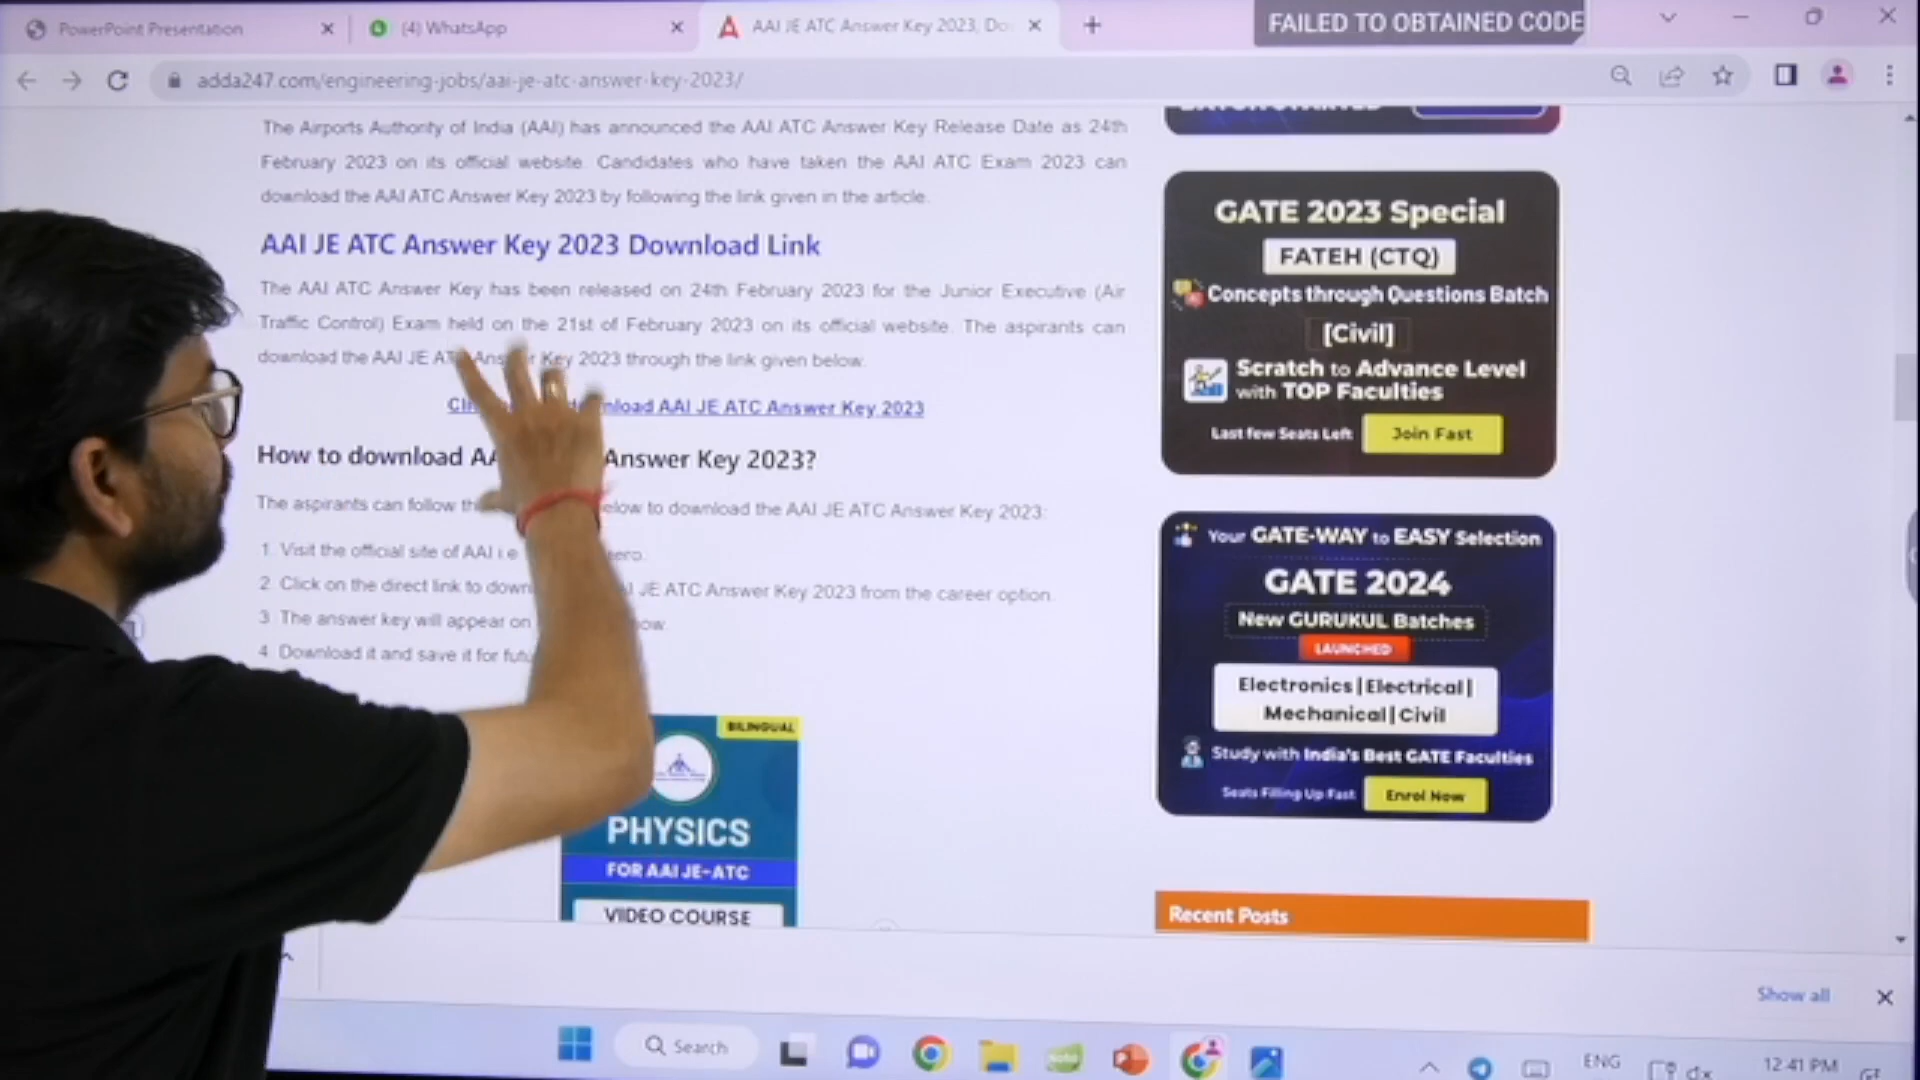 PowerPoint Presentation
(4) WhatsApp
AAI JE ATC Answer Key 2023, Do
FAILED TO OBTAINED CODE
adda247.com/engineering-jobs/aai-je-atc-answer-key-2023/
The Airports Authority of India (AAI) has announced the AAI ATC Answer Key Release Date as 24th
February 2023 on its official website. Candidates who have taken the AAI ATC Exam 2023 can
download the AAI ATC Answer Key 2023 by following the link given in the article.
AAI JE ATC Answer Key 2023 Download Link
The AAI ATC Answer Key has been released on 24th February 2023 for the Junior Executive (Air
Traffic Control) Exam held on the 21st of February 2023 on its official website. The aspirants can
download the AAI JE Answer Key 2023 through the link given below.
AAI JE ATC Answer Key 2023
How to download Answer Key 2023?
The aspirants can follow below to download the AAI JE ATC Answer Key 2023:
1. Visit the official site of AAI i.e aero.
2. Click on the direct link to JE ATC Answer Key 2023 from the career option.
3. The answer key will appear on
4. Download it and save it for
BILINGUAL
PHYSICS
FOR AAI JE-ATC
VIDEO COURSE
GATE 2023 Special
FATEH (CTQ)
Concepts through Questions Batch
[Civil]
Scratch to Advance Level
with TOP Faculties
Last few Seats Left
Join Fast
Your GATE-WAY to EASY Selection
GATE 2024
New GURUKUL Batches
LAUNCHED
Electronics|Electrical|
Mechanical|Civil
Study with India's Best GATE Faculties
Seats Filling Up Fast
Enrol Now
Recent Posts
Show all
Search
ENG
12:41 PM